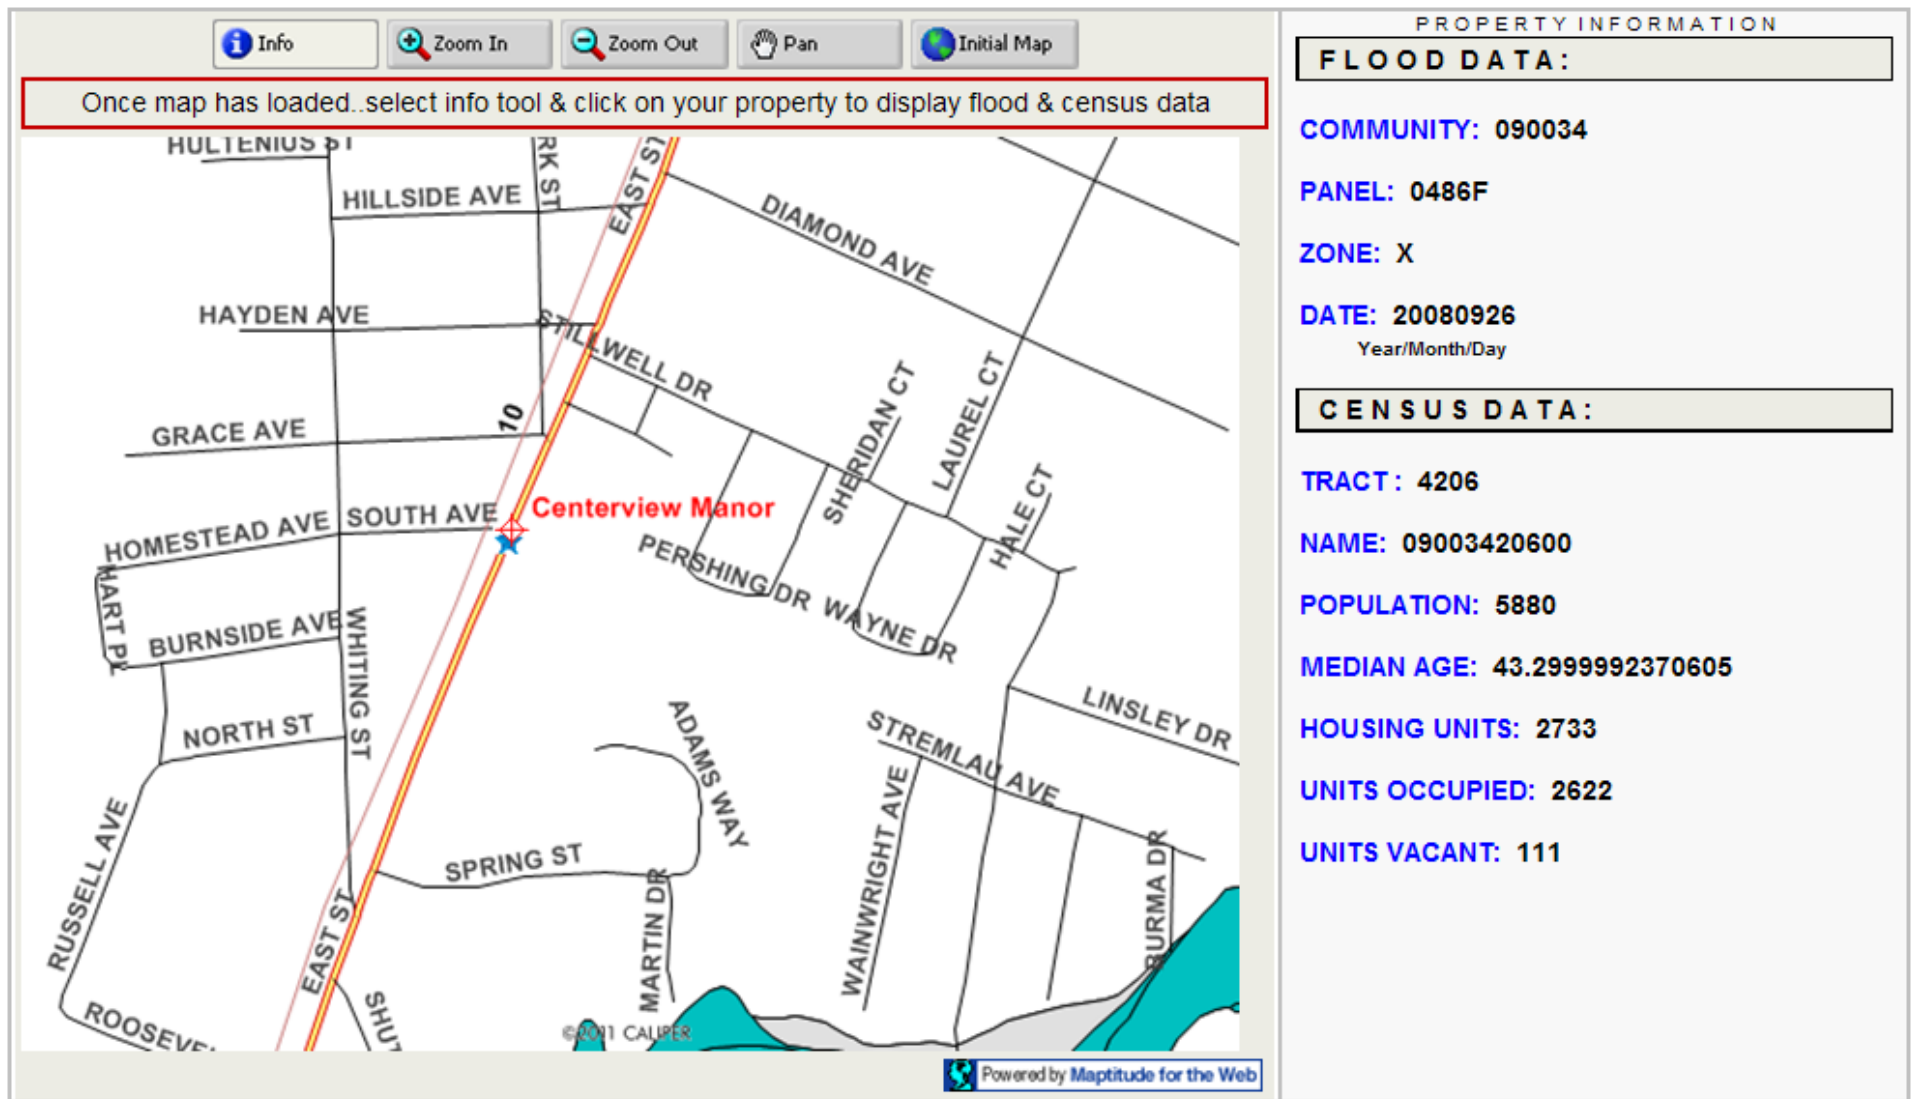 Info
Zoom In
Zoom Out
Pan
Initial Map
Once map has loaded..select info tool & click on your property to display flood & census data
HULTENIUS ST
RK ST
EAST ST
HILLSIDE AVE
DIAMOND AVE
HAYDEN AVE
STILLWELL DR
SHERIDAN CT
LAUREL CT
10
GRACE AVE
HALE CT
HOMESTEAD AVE
SOUTH AVE
Centerview Manor
PERSHING DR
WAYNE DR
HART PL
BURNSIDE AVE
WHITING ST
NORTH ST
ADAMS WAY
LINSLEY DR
STREMLAU AVE
WAINWRIGHT AVE
RUSSELL AVE
SPRING ST
MARTIN DR
BURMA DR
EAST ST
ROOSEVE
SHUT
©2011 CALIPER
Powered by Maptitude for the Web
PROPERTY INFORMATION
FLOOD DATA:
COMMUNITY: 090034
PANEL: 0486F
ZONE: X
DATE: 20080926
Year/Month/Day
CENSUS DATA:
TRACT : 4206
NAME: 09003420600
POPULATION: 5880
MEDIAN AGE: 43.2999992370605
HOUSING UNITS: 2733
UNITS OCCUPIED: 2622
UNITS VACANT: 111